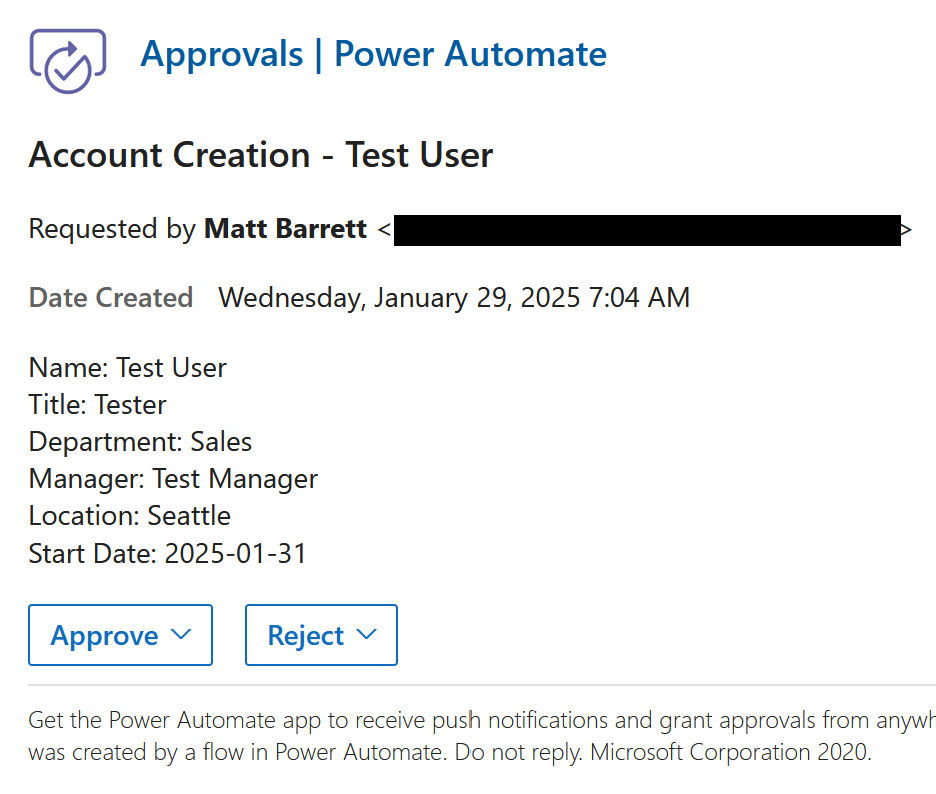 Approvals | Power Automate
Account Creation - Test User
Requested by Matt Barrett < >
Date Created Wednesday, January 29, 2025 7:04 AM
Name: Test User
Title: Tester
Department: Sales
Manager: Test Manager
Location: Seattle
Start Date: 2025-01-31
Approve Reject
Get the Power Automate app to receive push notifications and grant approvals from
was created by a flow in Power Automate. Do not reply. Microsoft Corporation 2020.